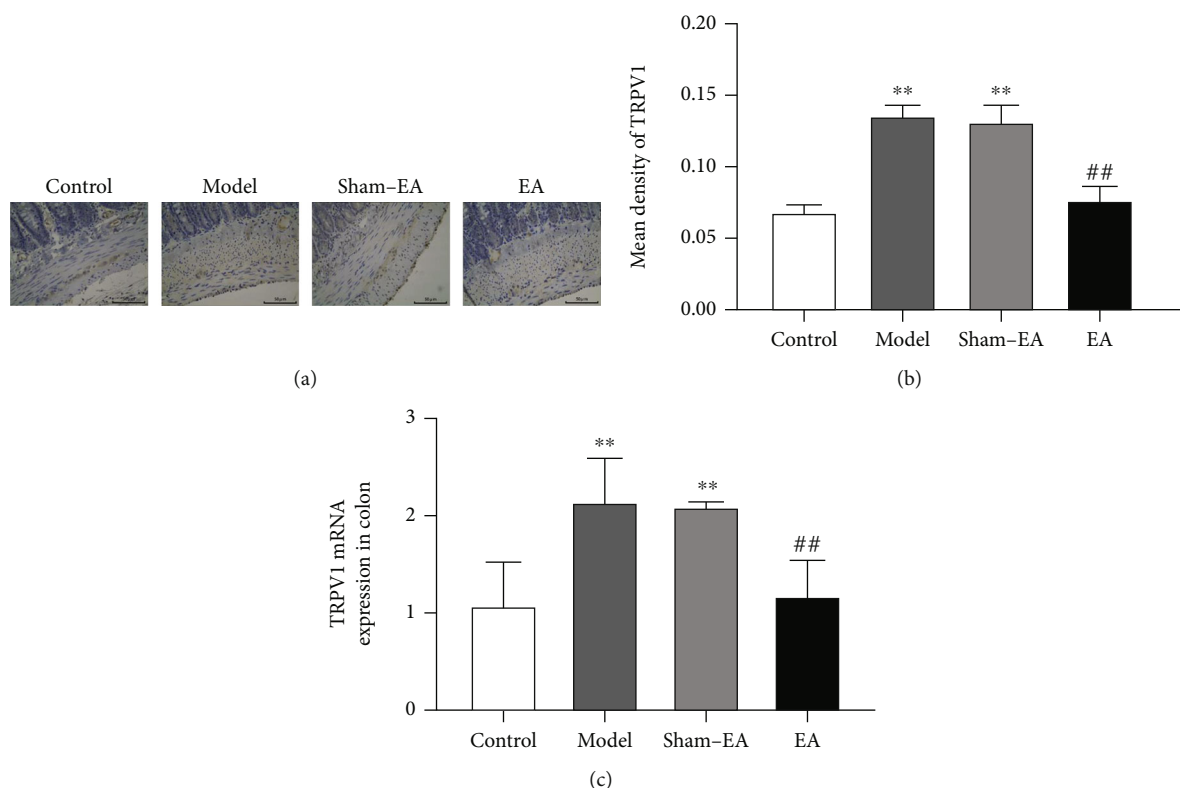 Control Model Sham–EA EA
(a)
Mean density of TRPV1
0.20
0.15
0.10
0.05
0.00
** ** ##
Control Model Sham–EA EA
(b)
TRPV1 mRNA
expression in colon
3
2
1
0
** ** ##
Control Model Sham–EA EA
(c)